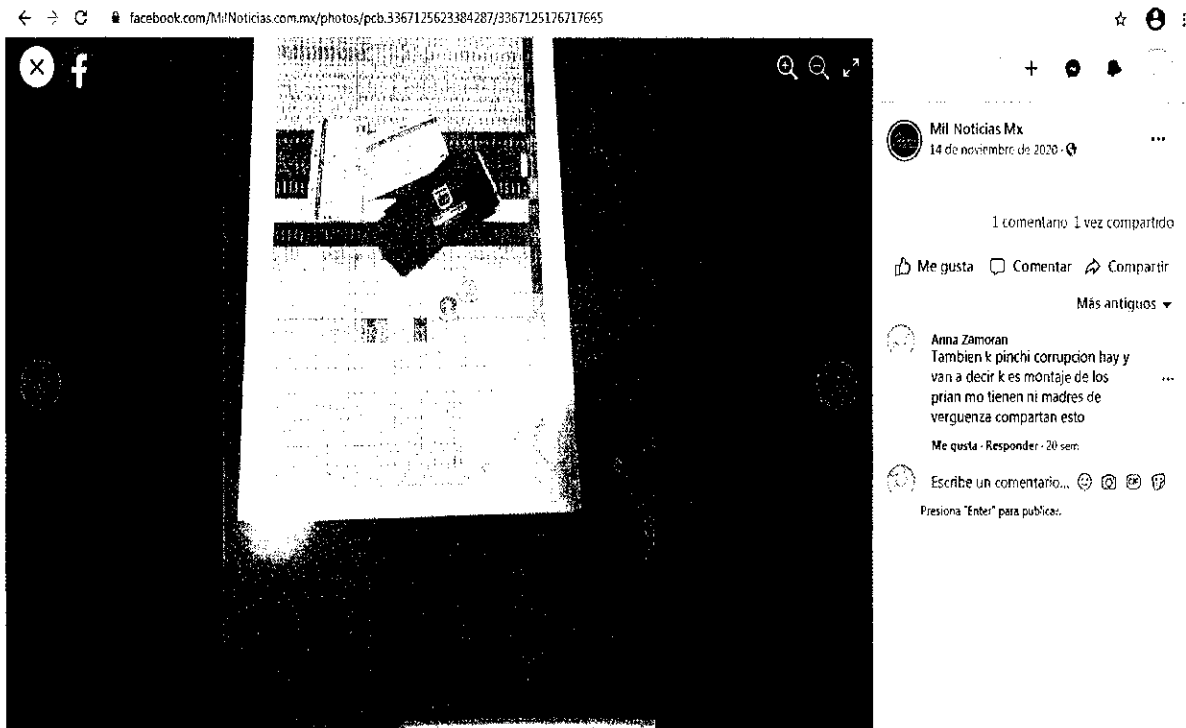 facebook.com/MilNoticias.com.mx/photos/pcb.3367125623384287/3367125176717665
Mil Noticias Mx
14 de noviembre de 2020
1 comentario 1 vez compartido
Me gusta Comentar Compartir
Más antiguos
Anna Zamoran
Tambien k pinchi corrupcion hay y
van a decir k es montaje de los
prian mo tienen ni madres de
verguenza compartan esto
Me gusta · Responder · 20 sem
Escribe un comentario...
Presiona "Enter" para publicar.